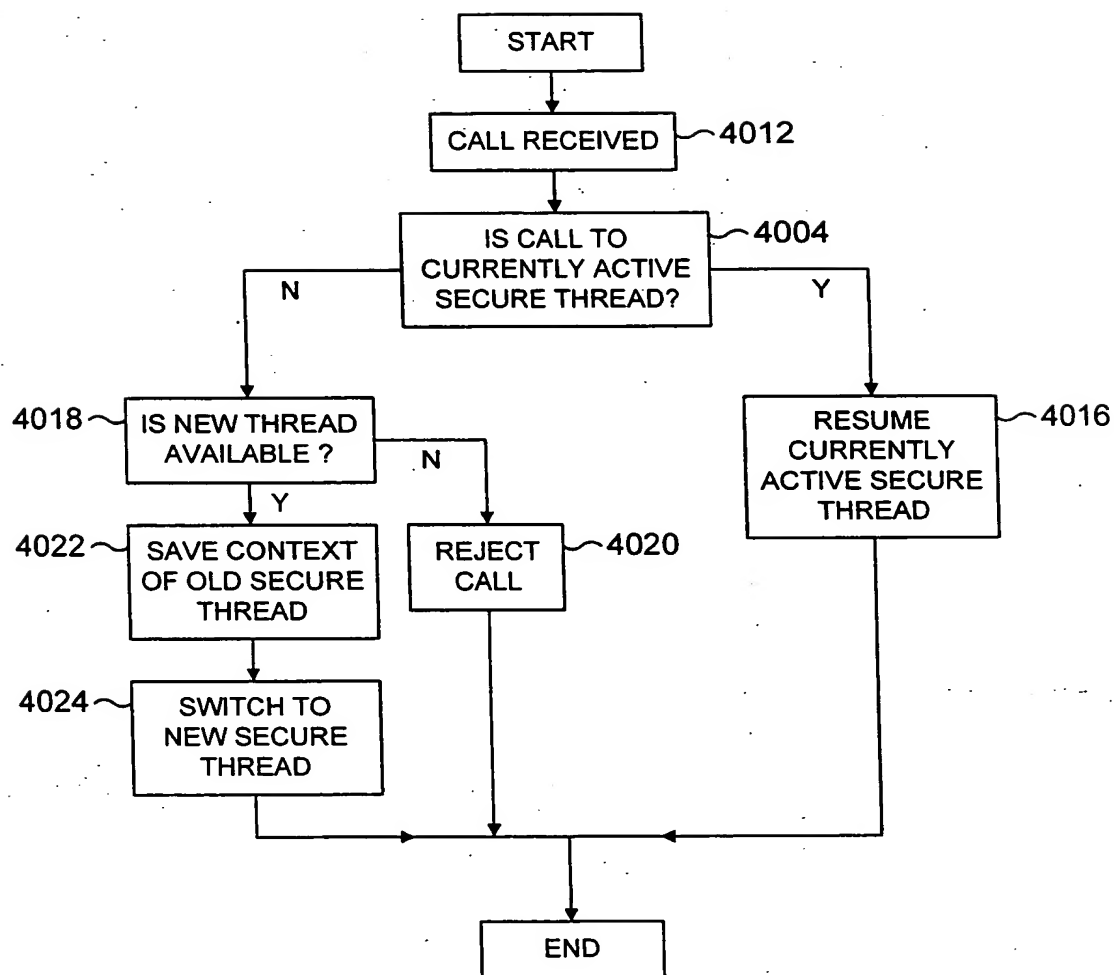 START
CALL RECEIVED
4012
IS CALL TO
CURRENTLY ACTIVE
SECURE THREAD?
4004
N
Y
4018
IS NEW THREAD
AVAILABLE ?
N
Y
RESUME
CURRENTLY
ACTIVE SECURE
THREAD
4016
4022
SAVE CONTEXT
OF OLD SECURE
THREAD
REJECT
CALL
4020
4024
SWITCH TO
NEW SECURE
THREAD
END